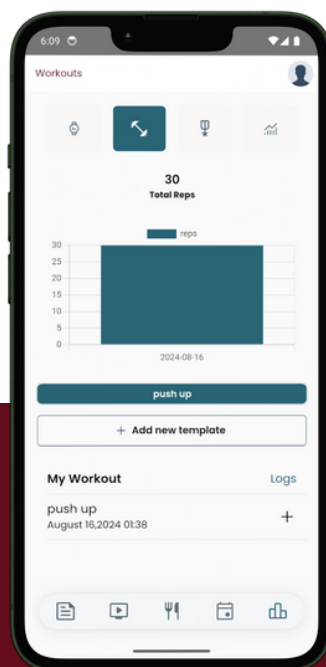 6:09
Workouts
30
Total Reps
reps
30
25
20
15
10
5
0
2024-08-16
push up
+ Add new template
My Workout
Logs
push up
August 16,2024 01:38
+